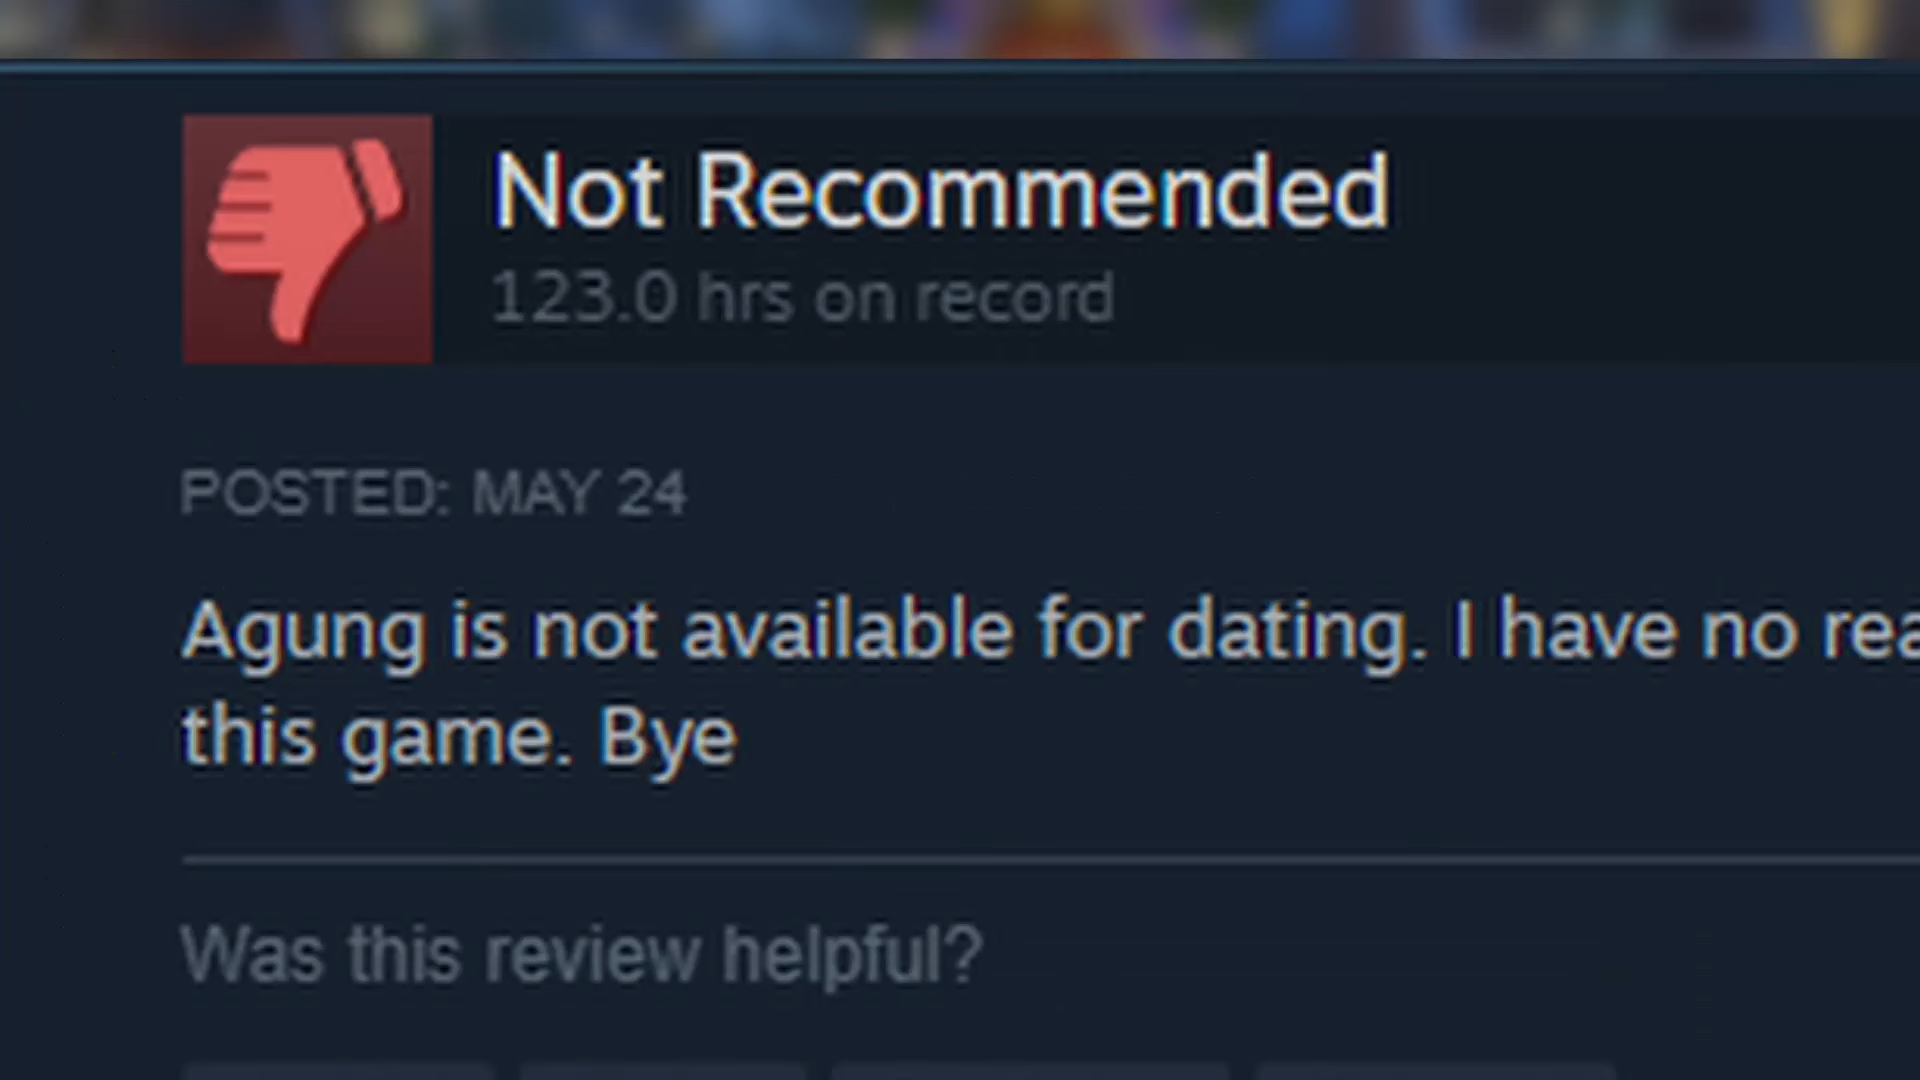 Not Recommended
123.0 hrs on record
POSTED: MAY 24
Agung is not available for dating. I have no
this game. Bye
Was this review helpful?